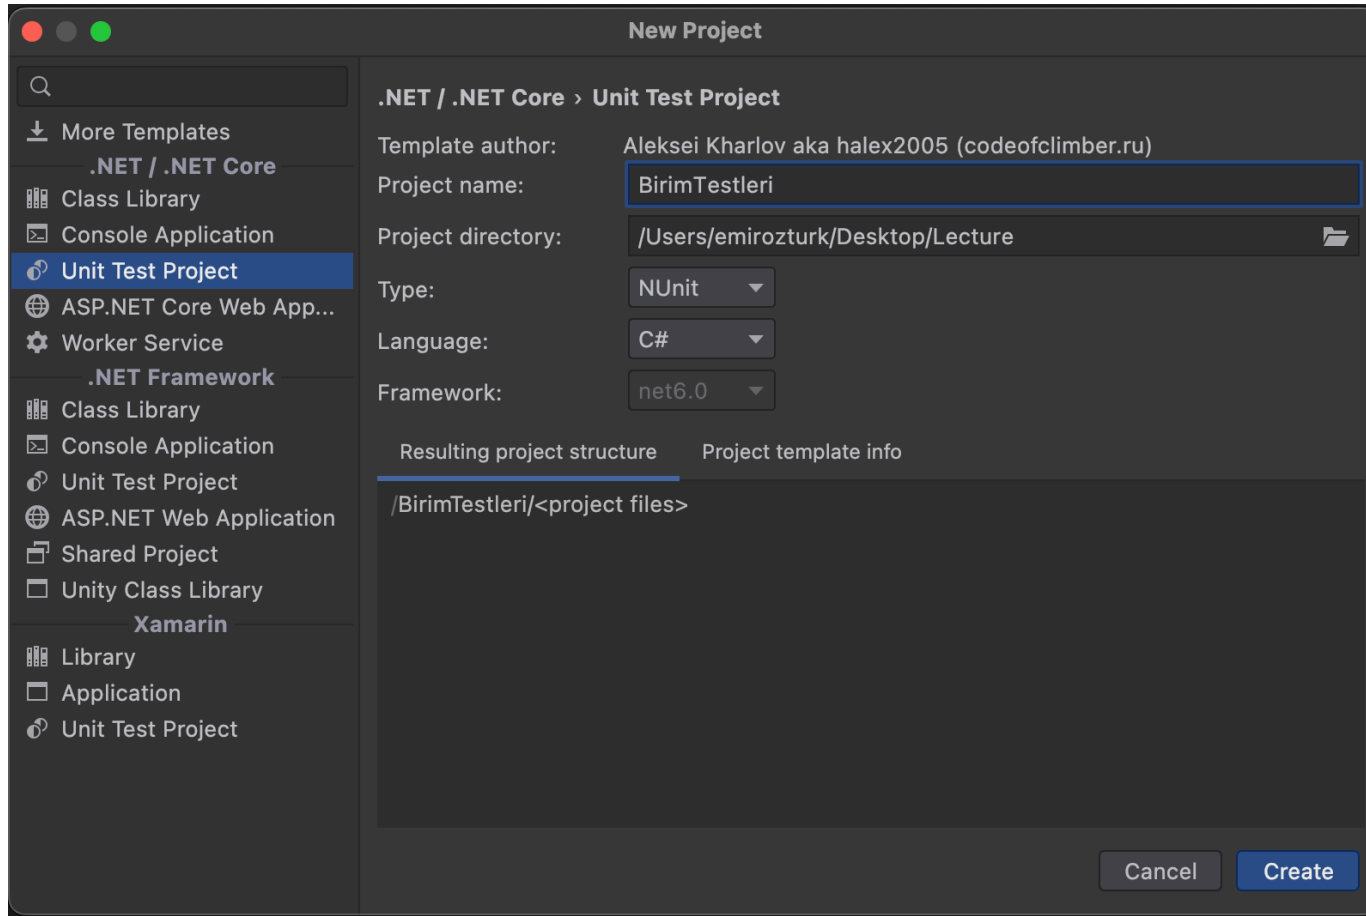 New Project
More Templates
.NET / .NET Core
Class Library
Console Application
Unit Test Project
ASP.NET Core Web App...
Worker Service
.NET Framework
Class Library
Console Application
Unit Test Project
ASP.NET Web Application
Shared Project
Unity Class Library
Xamarin
Library
Application
Unit Test Project
.NET / .NET Core › Unit Test Project
Template author: Aleksei Kharlov aka halex2005 (codeofclimber.ru)
Project name: BirimTestleri
Project directory: /Users/emirozturk/Desktop/Lecture
Type: NUnit
Language: C#
Framework: net6.0
Resulting project structure Project template info
/BirimTestleri/<project files>
Cancel Create